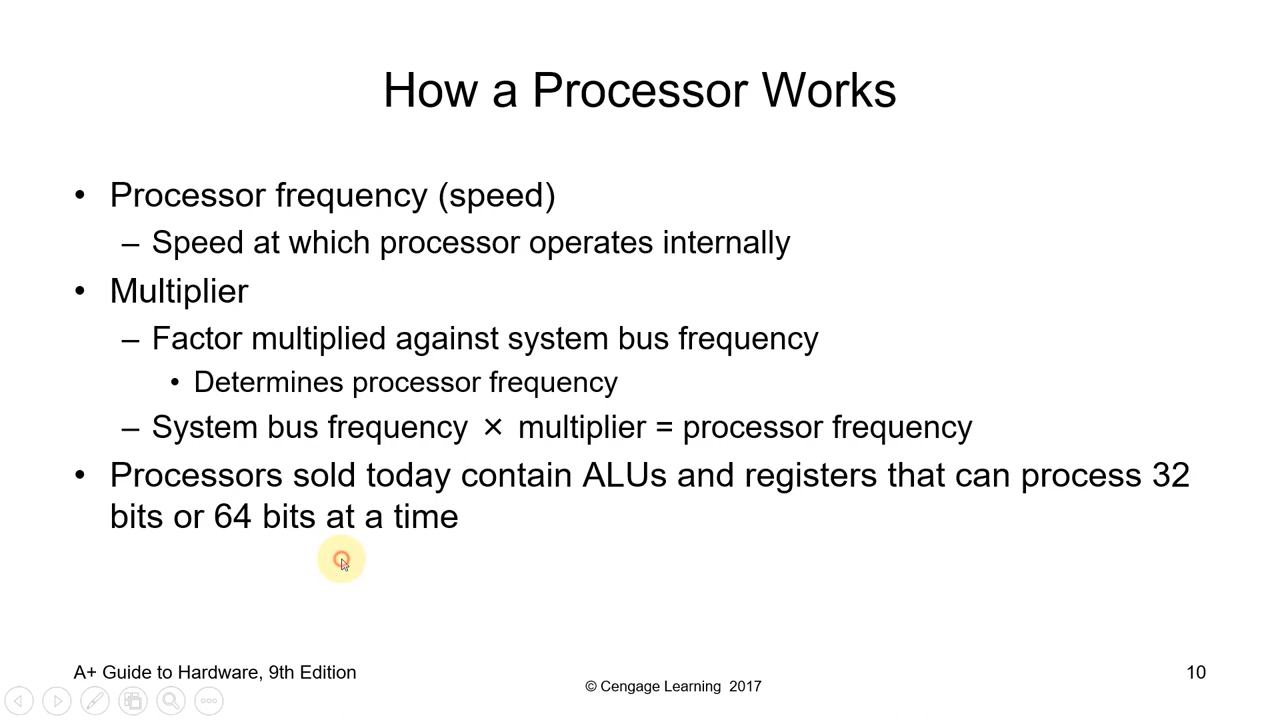 How a Processor Works
• Processor frequency (speed)
– Speed at which processor operates internally
• Multiplier
– Factor multiplied against system bus frequency
• Determines processor frequency
– System bus frequency × multiplier = processor frequency
• Processors sold today contain ALUs and registers that can process 32
bits or 64 bits at a time
A+ Guide to Hardware, 9th Edition
© Cengage Learning 2017
10